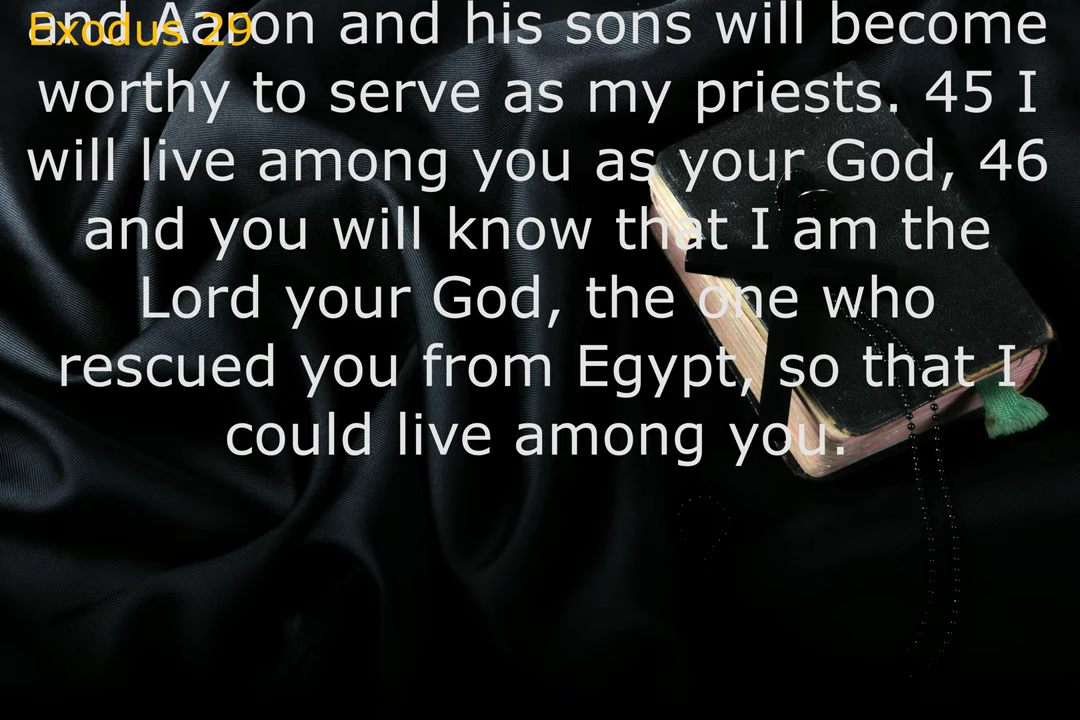 Exodus 29
and Aaron and his sons will become
worthy to serve as my priests. 45 I
will live among you as your God, 46
and you will know that I am the
Lord your God, the one who
rescued you from Egypt, so that I
could live among you.